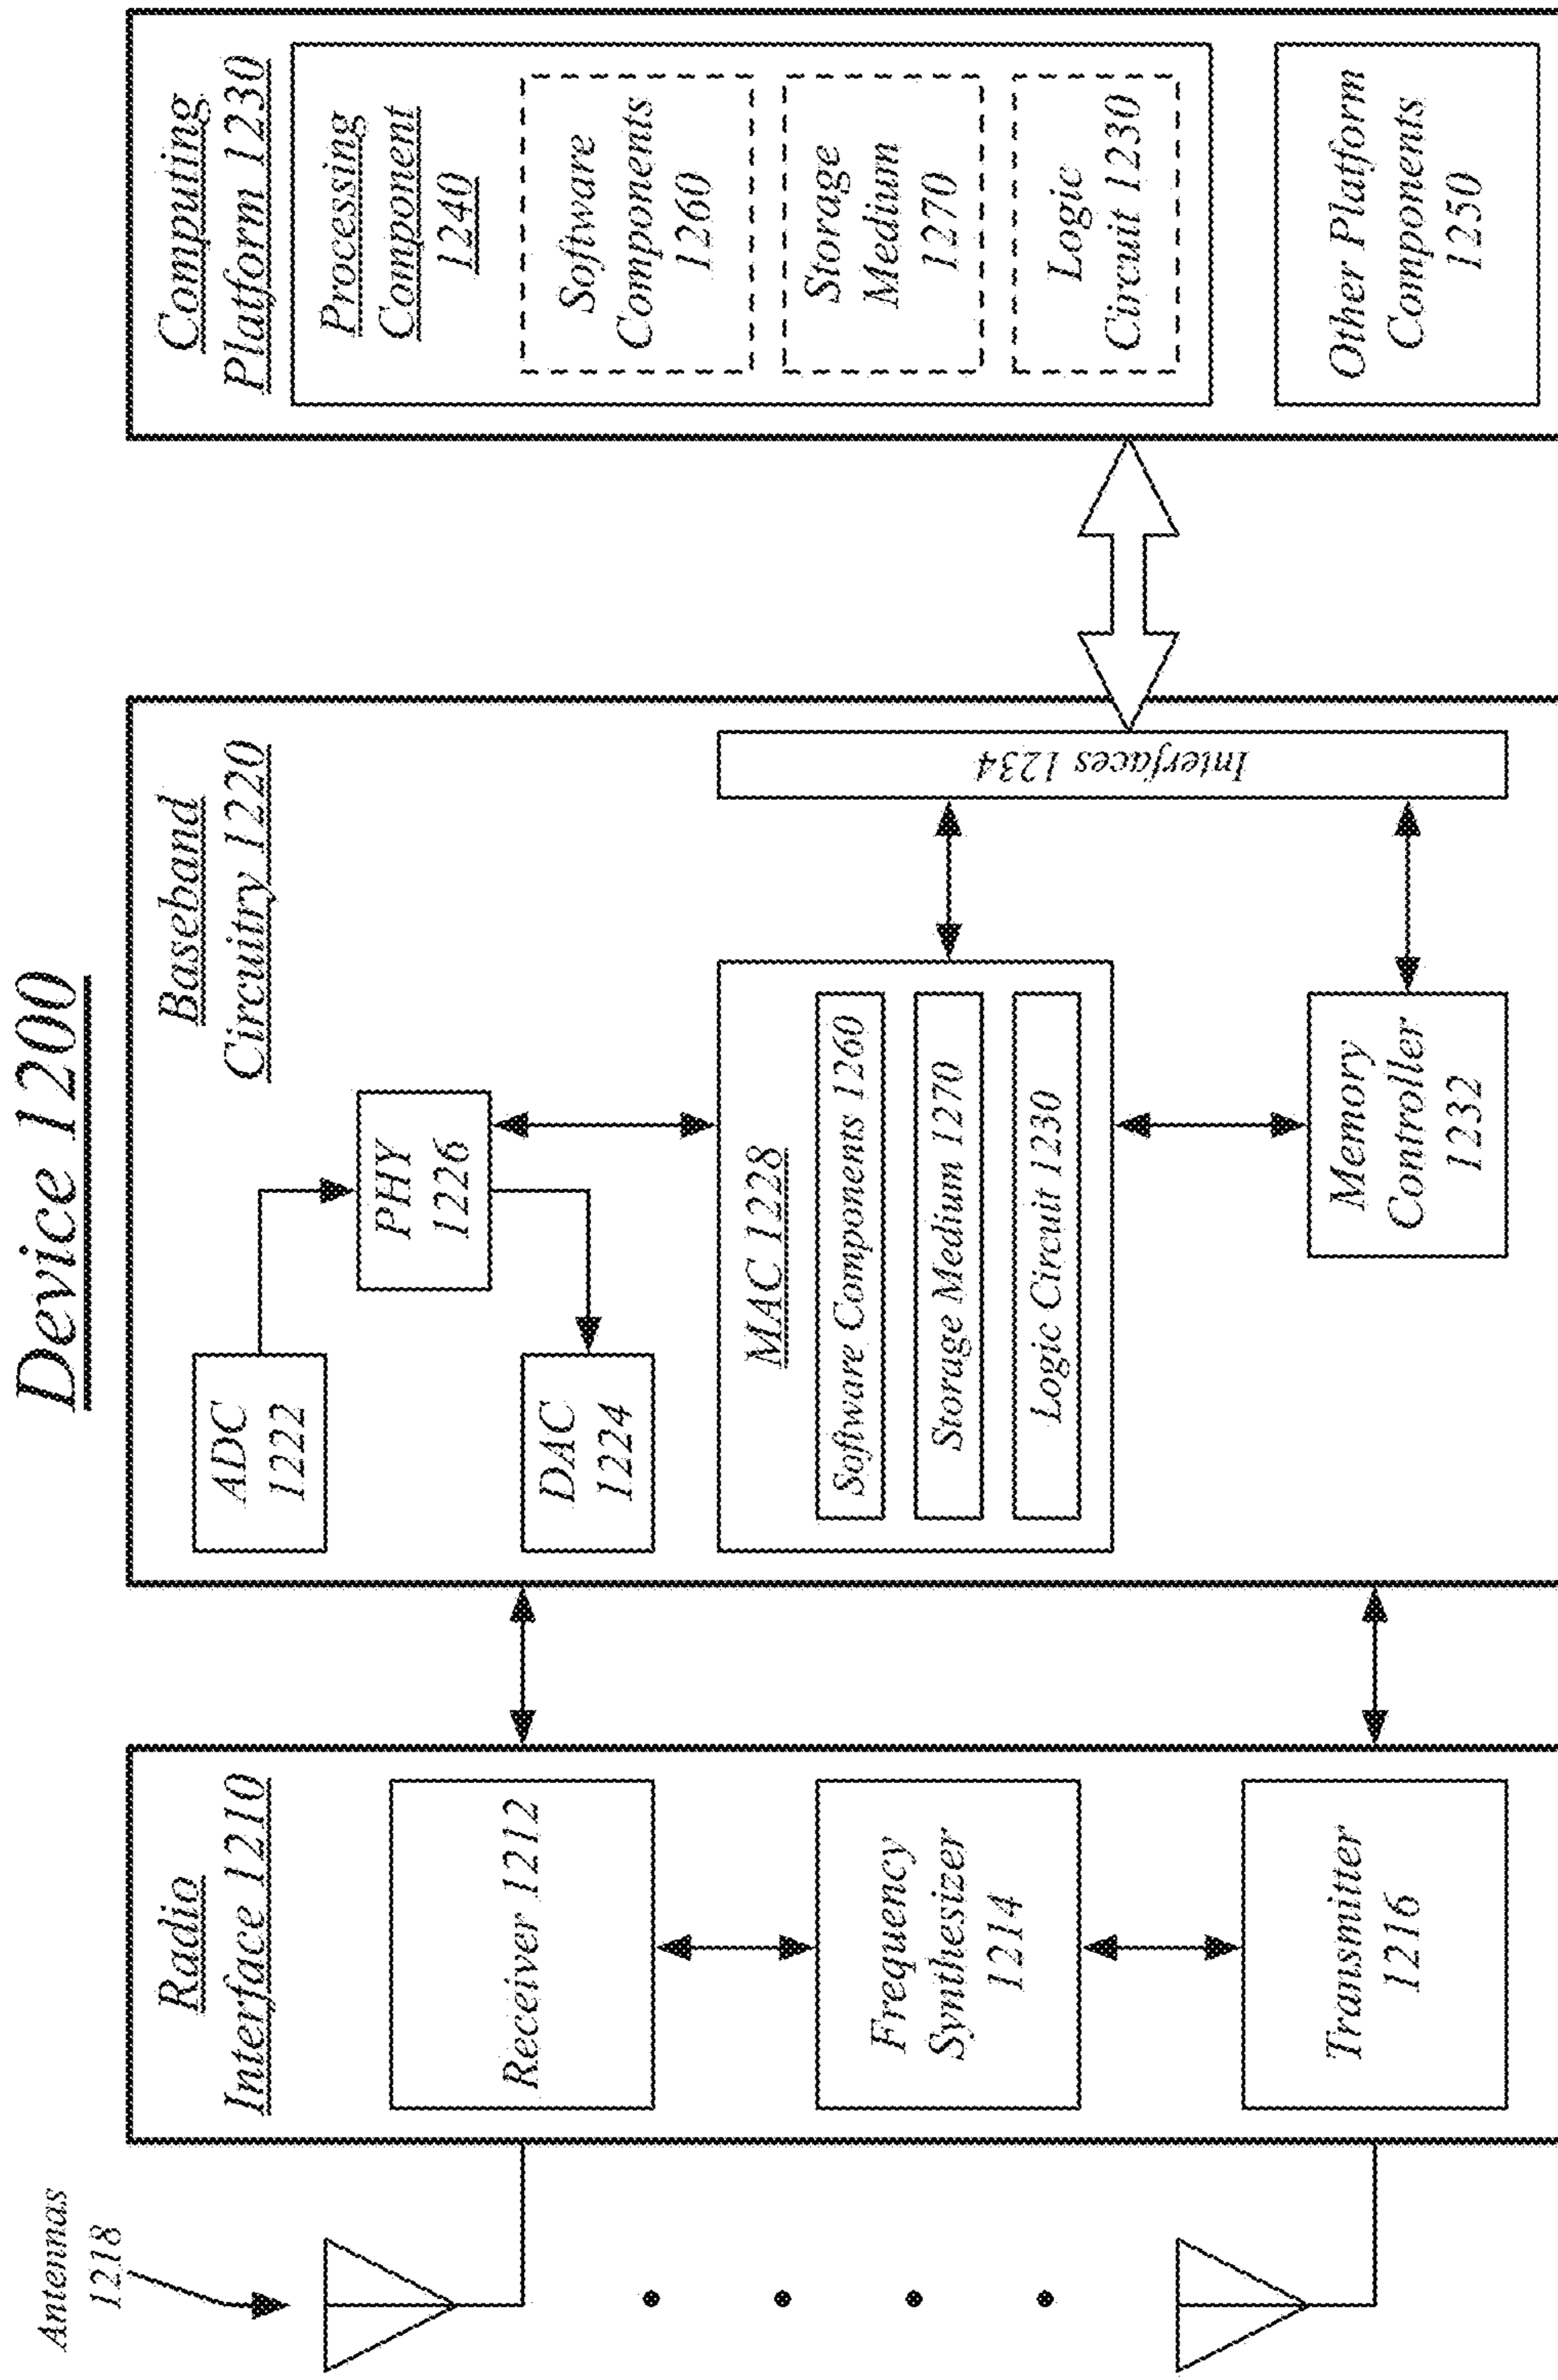 Device 1200
Antennas
1218
Radio
Interface 1210
Receiver 1212
Frequency
Synthesizer
1214
Transmitter
1216
Baseband
Circuitry 1220
ADC
1222
PHY
1226
DAC
1224
MAC 1228
Software Components 1260
Storage Medium 1270
Logic Circuit 1230
Memory
Controller
1232
Interfaces 1234
Computing
Platform 1230
Processing
Component
1240
Software
Components
1260
Storage
Medium
1270
Logic
Circuit 1230
Other Platform
Components
1250